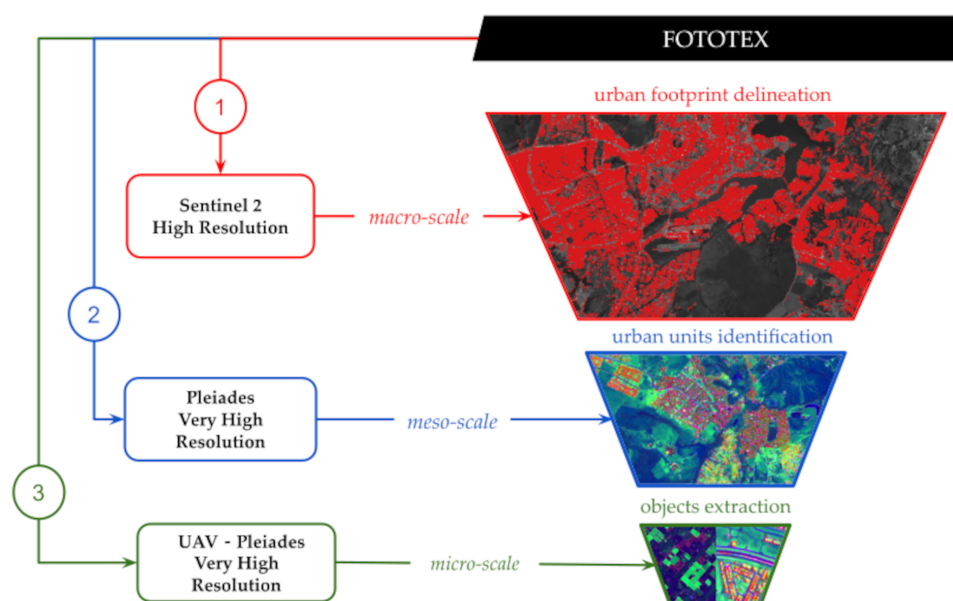 FOTOTEX
urban footprint delineation
1
Sentinel 2
High Resolution
macro-scale
urban units identification
2
Pleiades
Very High
Resolution
meso-scale
objects extraction
3
UAV - Pleiades
Very High
Resolution
micro-scale